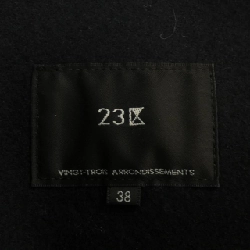 23区
VINGT-TROIS ARRONDISSEMENTS
38